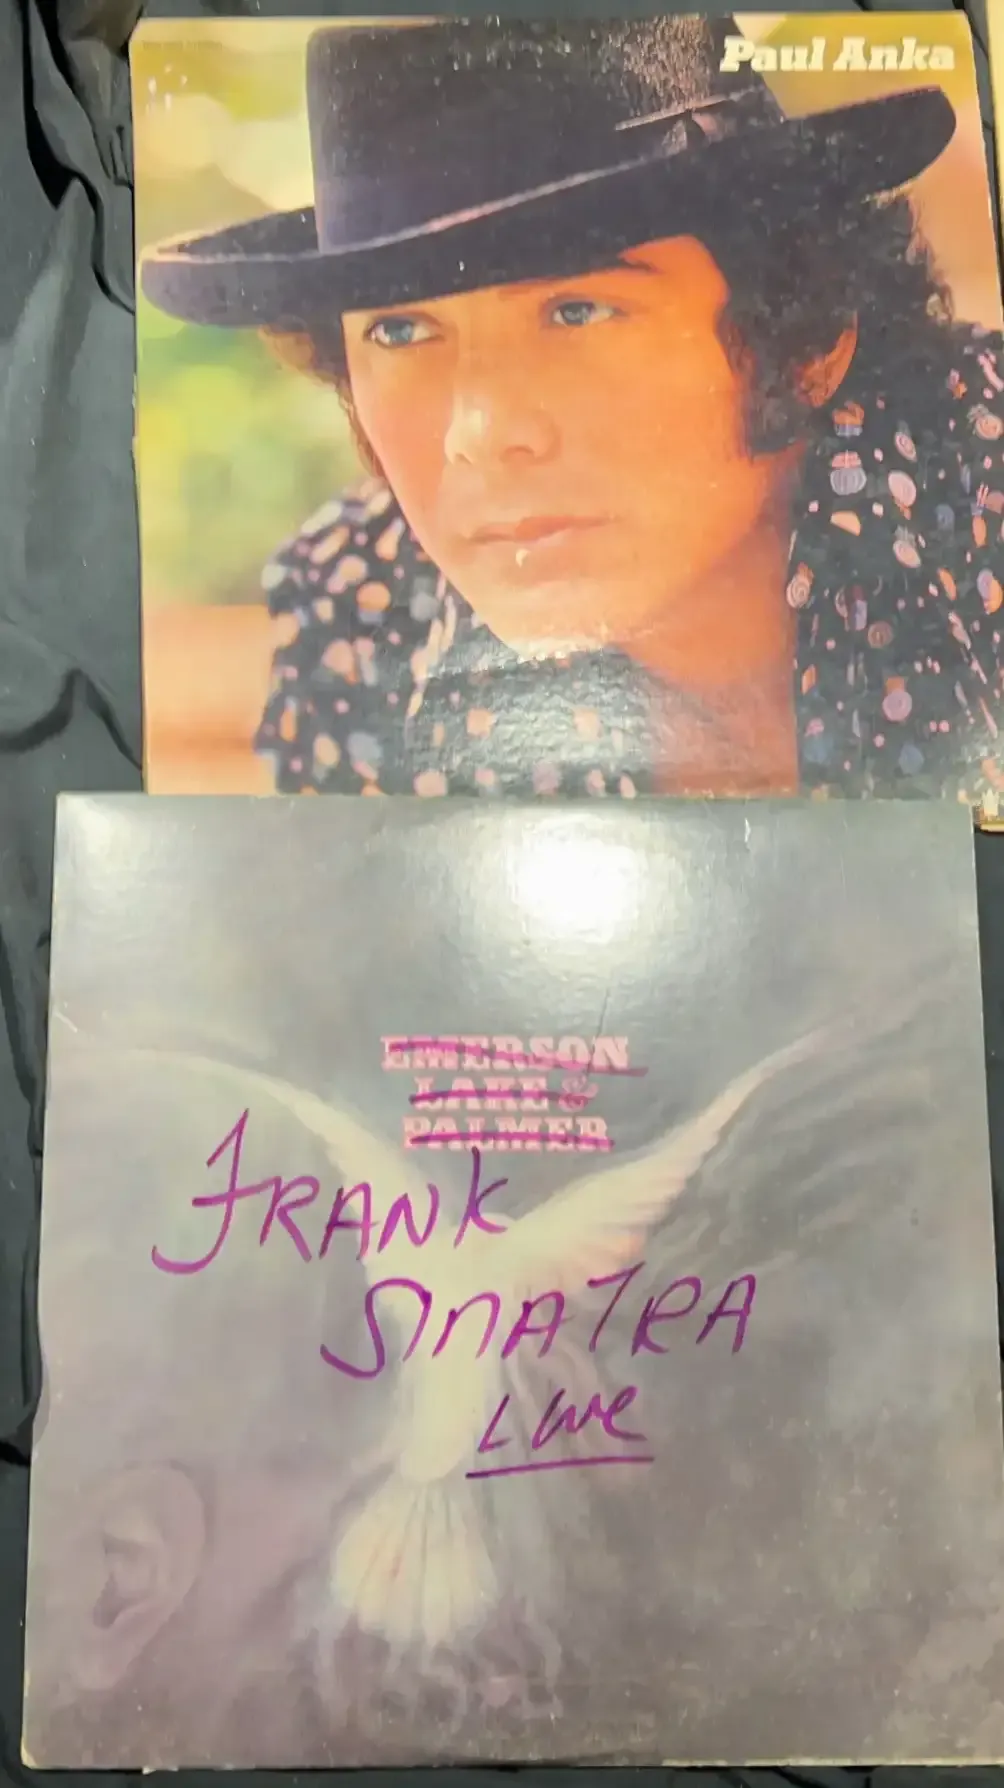 Paul Anka
EMERSON
LAKE &
PALMER
FRANK
SINATRA
LIVE